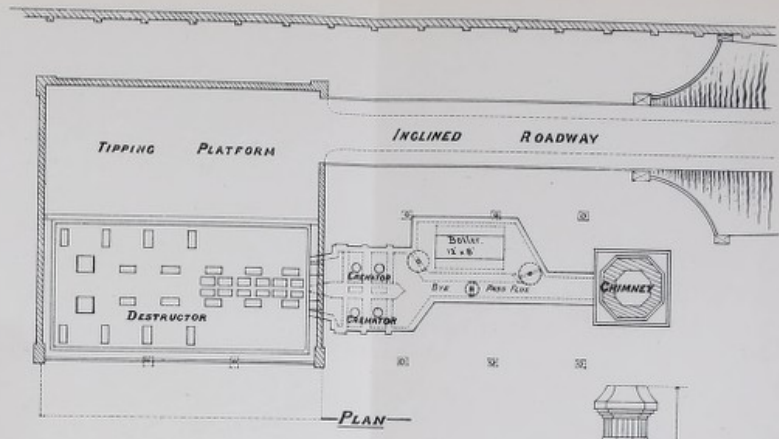 TIPPING PLATFORM
INCLINED ROADWAY
Boiler.
12' x 8'
CREMATOR
BYE PASS FLUE
CHIMNEY
DESTRUCTOR
CREMATOR
PLAN